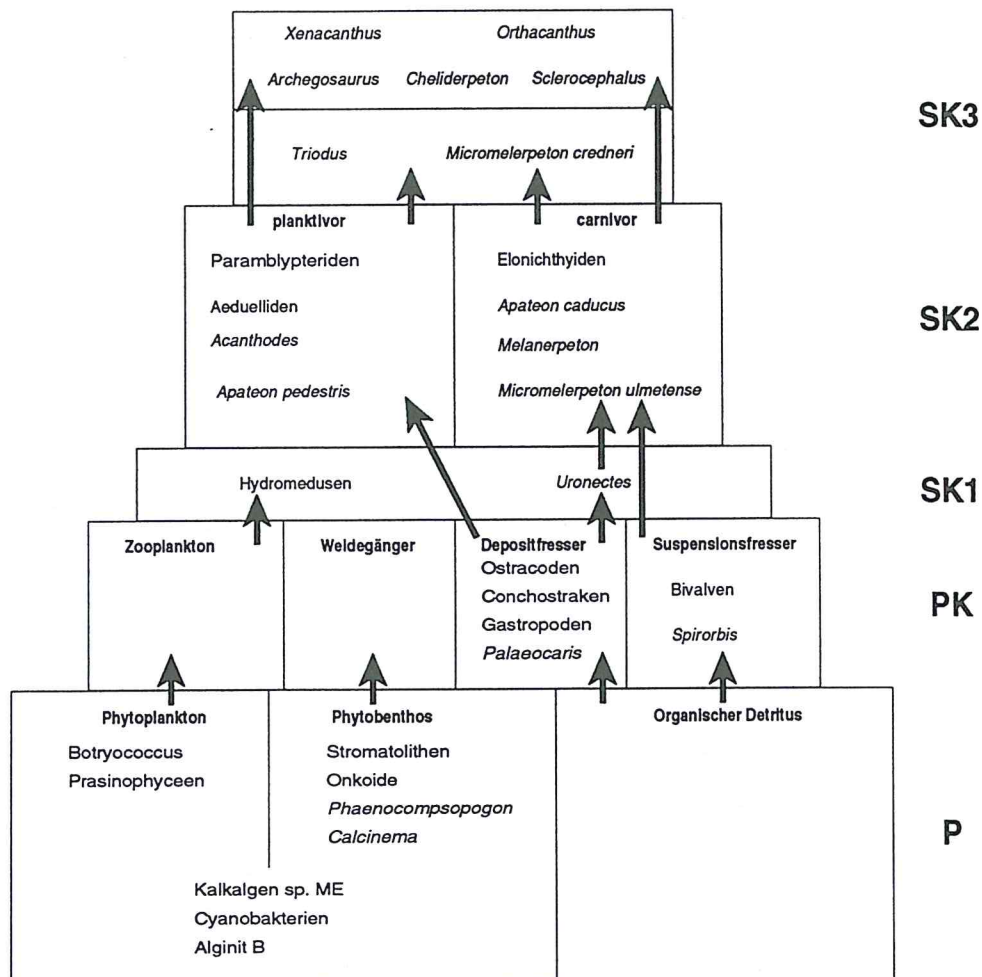 Xenacanthus Orthacanthus
Archegosaurus Cheliderpeton Sclerocephalus
SK3
Triodus Micromelerpeton credneri
planktivor carnivor
Paramblypteriden Elonichthyiden
Aeduelliden Apateon caducus
SK2
Acanthodes Melanerpeton
Apateon pedestris Micromelerpeton ulmetense
Hydromedusen Uronectes
SK1
Zooplankton Weidegänger Depositfresser Suspensionsfresser
Ostracoden
Conchostraken
Gastropoden
Palaeocaris
Bivalven
Spirorbis
PK
Phytoplankton Phytobenthos Organischer Detritus
Botryococcus
Prasinophyceen
Stromatolithen
Onkoide
Phaenocompsopogon
Calcinema
P
Kalkalgen sp. ME
Cyanobakterien
Alginit B